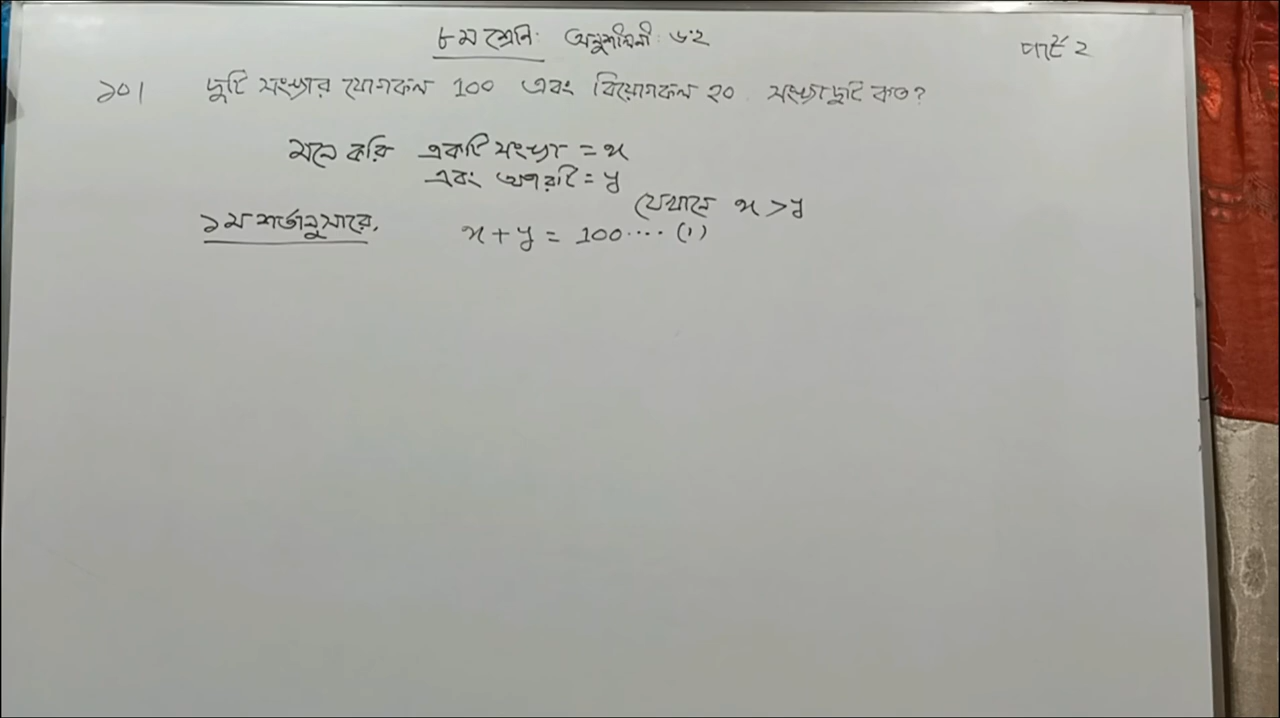 ৮ম শ্রেনি: অনুশীলনী: ৬.২
পার্ট ২
১০। দুটি সংখ্যার যোগফল 100 এবং বিয়োগফল ২০. সংখ্যাদুটি কত?
মনে করি একটি সংখ্যা = x
এবং অপরটি = y
যেখানে x > y
১ম শর্তানুসারে, x + y = 100 .... (১)